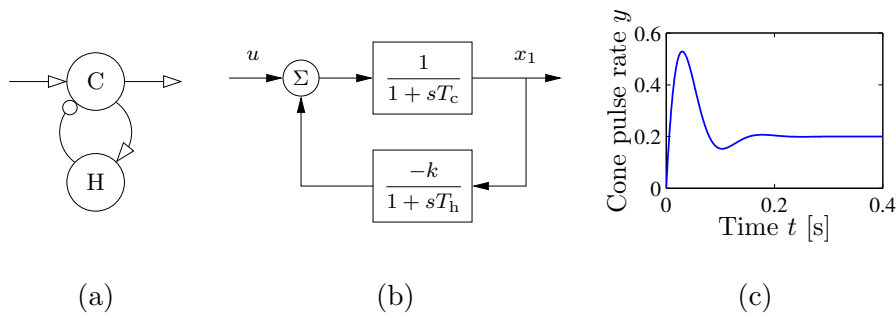 C
H
(a)
u
Σ
1
1 + sT_c
x_1
-k
1 + sT_h
(b)
Cone pulse rate y
0.6
0.4
0.2
0
0
0.2
0.4
Time t [s]
(c)